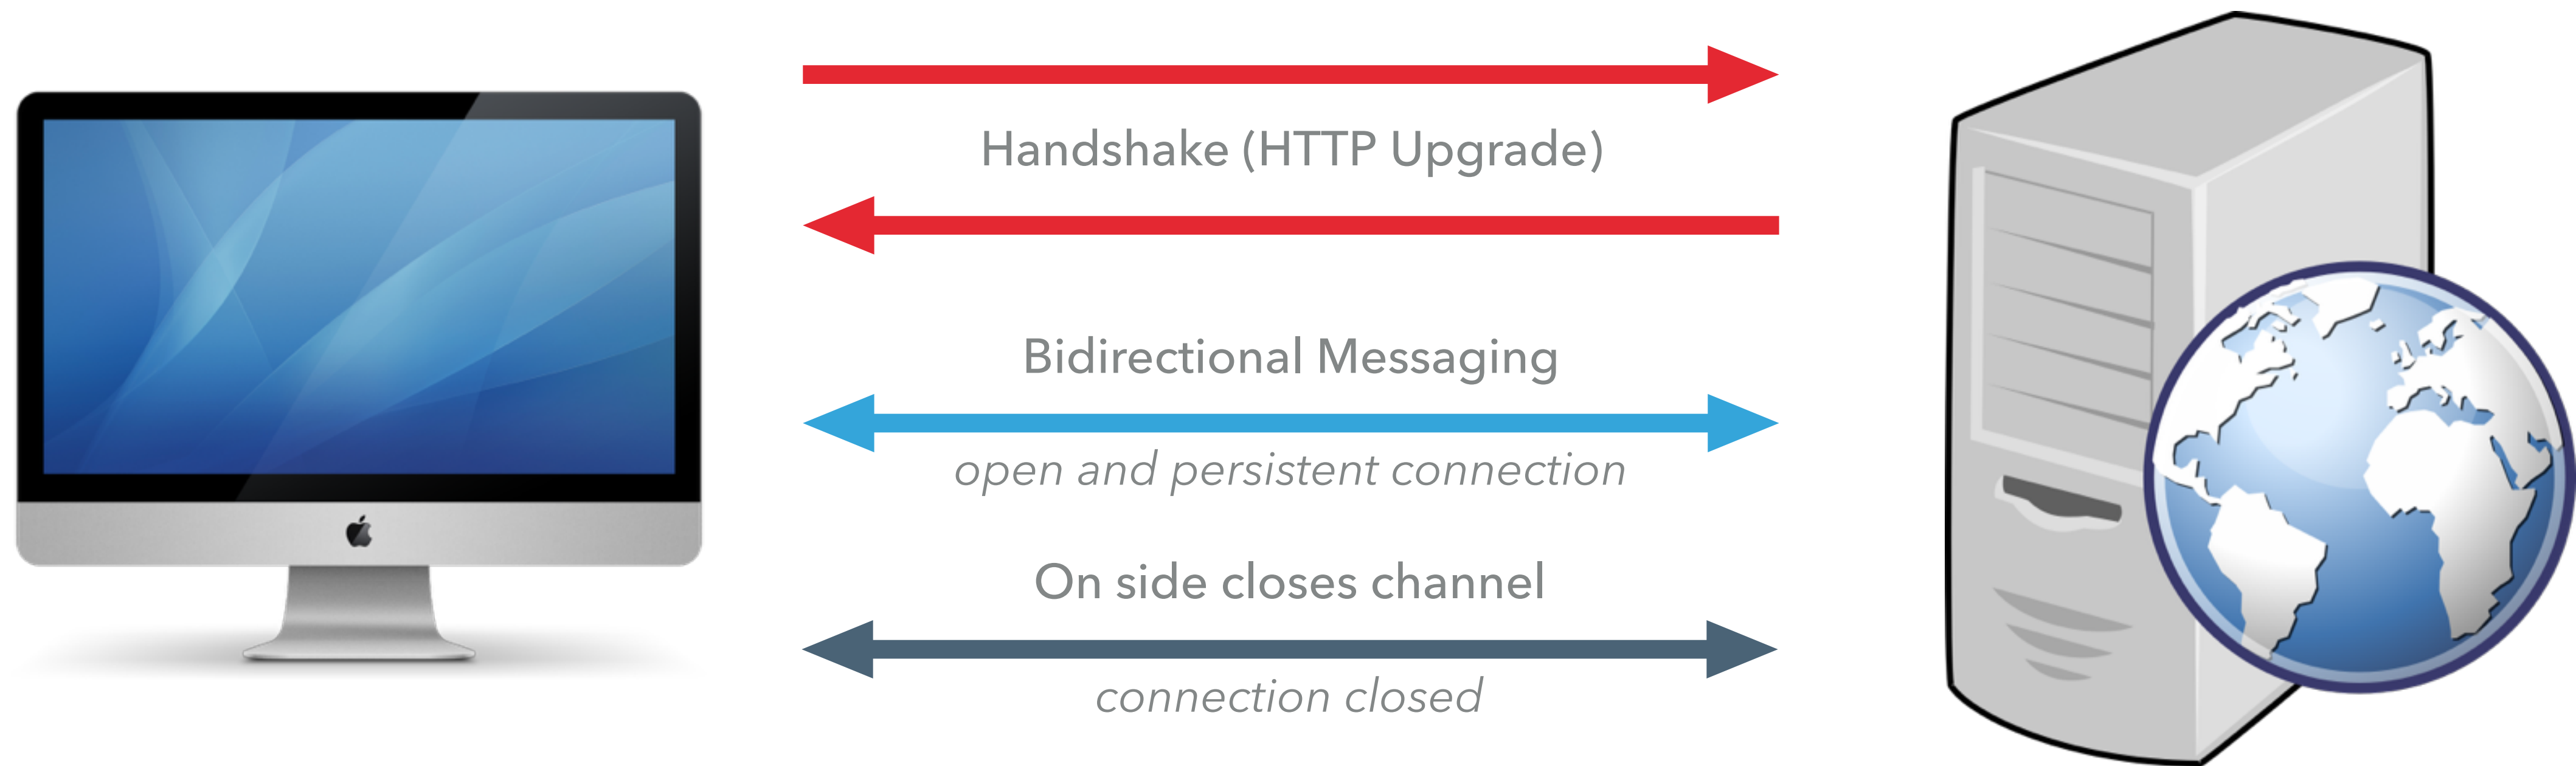 Handshake (HTTP Upgrade)
Bidirectional Messaging
open and persistent connection
On side closes channel
connection closed